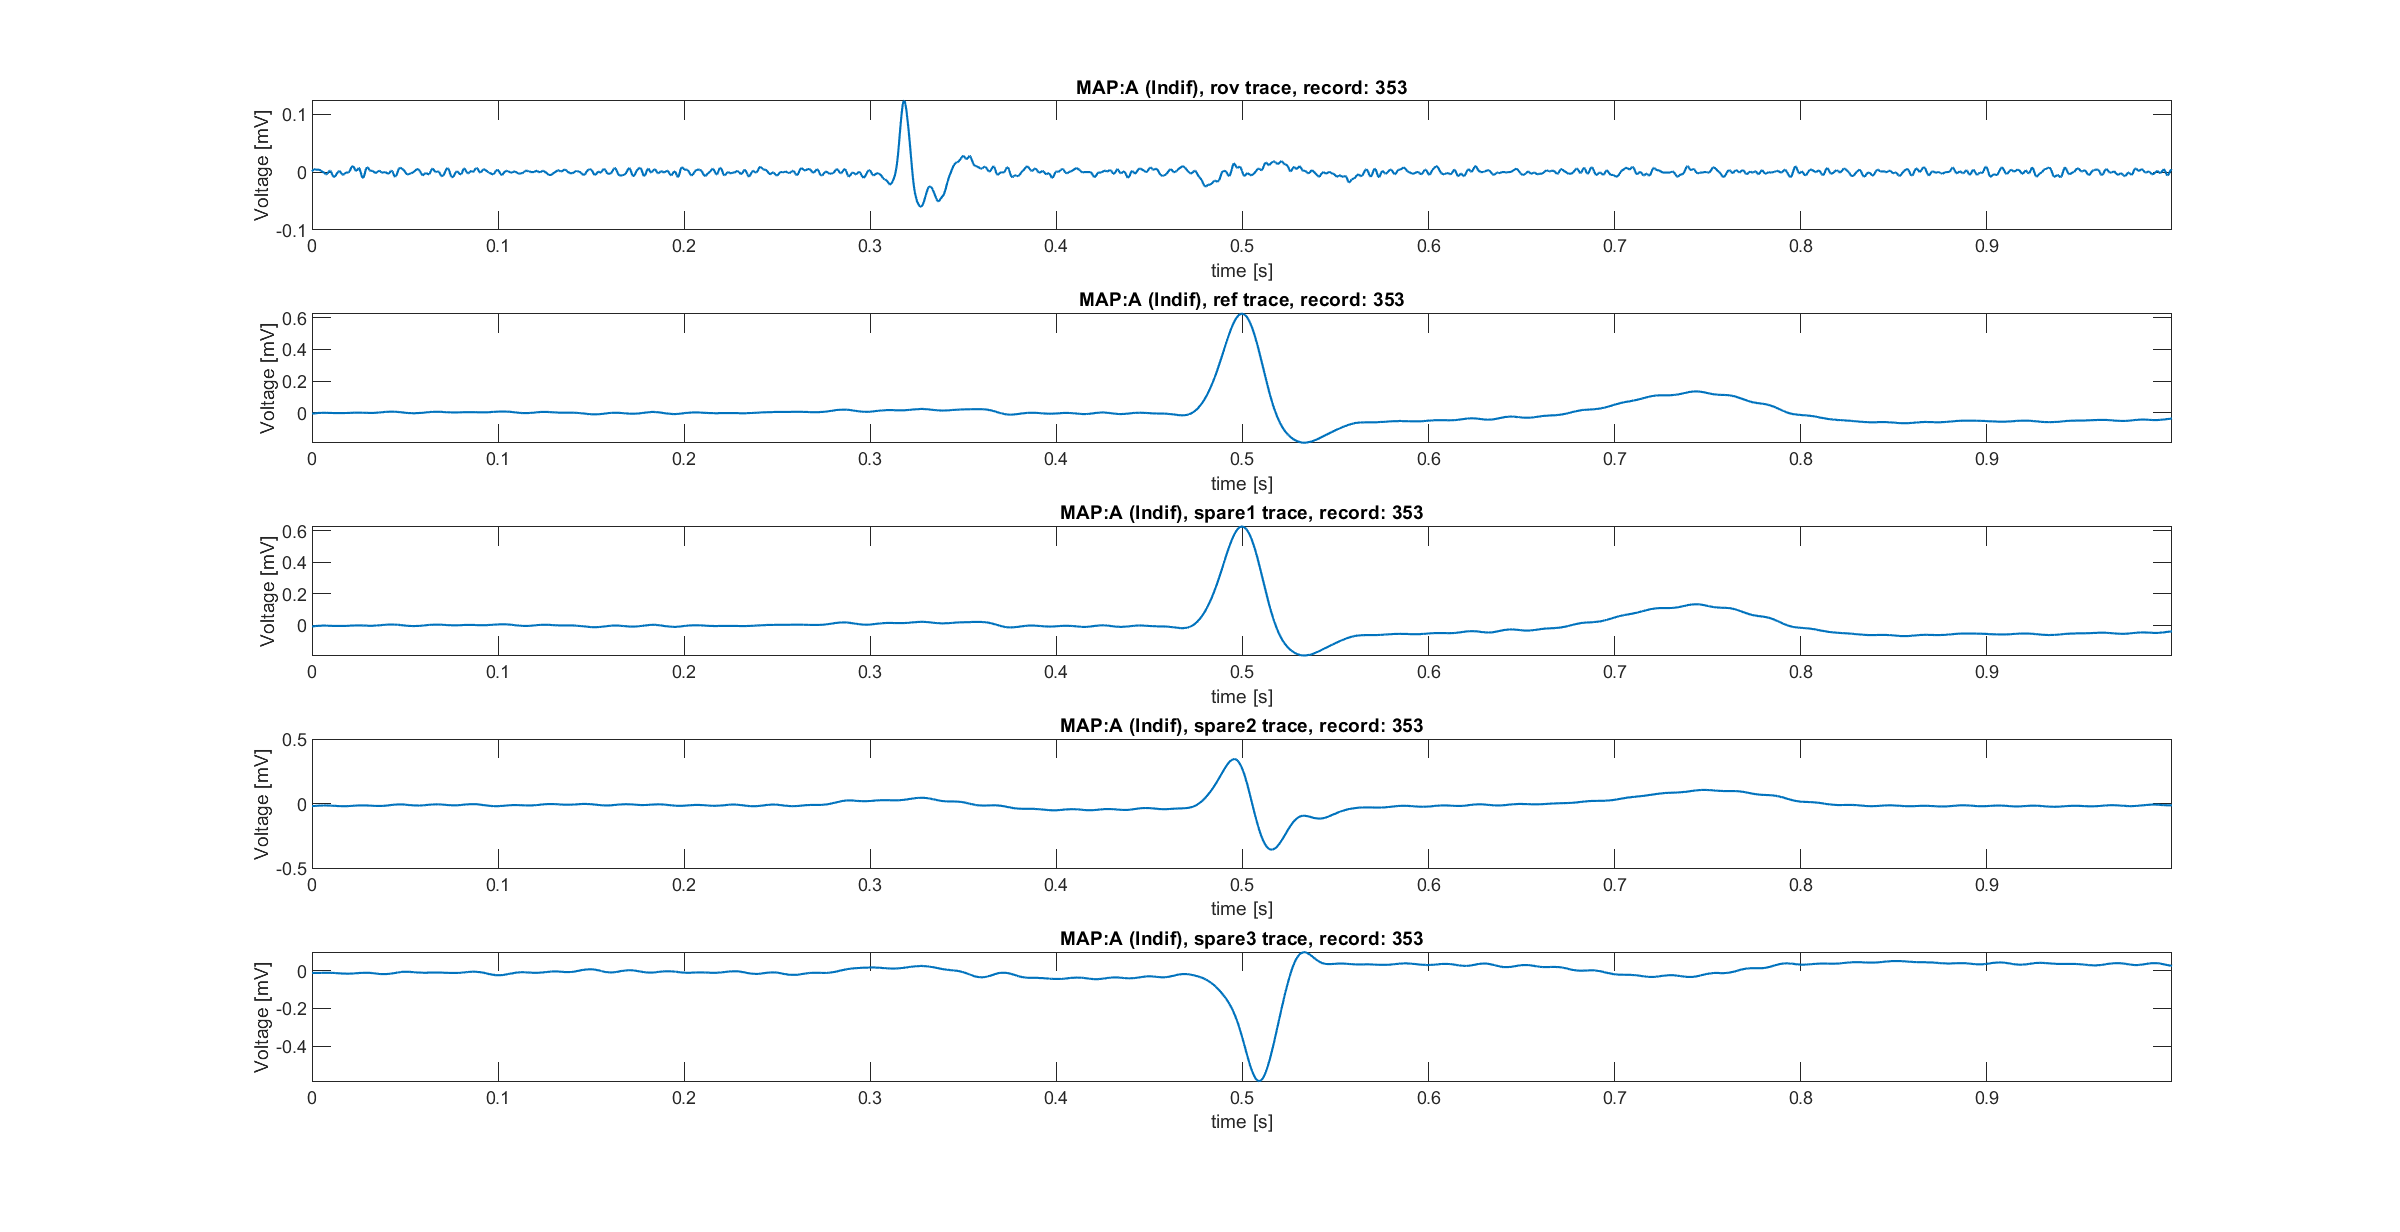 MAP:A (Indif), rov trace, record: 353
Voltage [mV]
0.1
0
-0.1
0 0.1 0.2 0.3 0.4 0.5 0.6 0.7 0.8 0.9
time [s]
MAP:A (Indif), ref trace, record: 353
Voltage [mV]
0.6
0.4
0.2
0
0 0.1 0.2 0.3 0.4 0.5 0.6 0.7 0.8 0.9
time [s]
MAP:A (Indif), spare1 trace, record: 353
Voltage [mV]
0.6
0.4
0.2
0
0 0.1 0.2 0.3 0.4 0.5 0.6 0.7 0.8 0.9
time [s]
MAP:A (Indif), spare2 trace, record: 353
Voltage [mV]
0.5
0
-0.5
0 0.1 0.2 0.3 0.4 0.5 0.6 0.7 0.8 0.9
time [s]
MAP:A (Indif), spare3 trace, record: 353
Voltage [mV]
0
-0.2
-0.4
0 0.1 0.2 0.3 0.4 0.5 0.6 0.7 0.8 0.9
time [s]